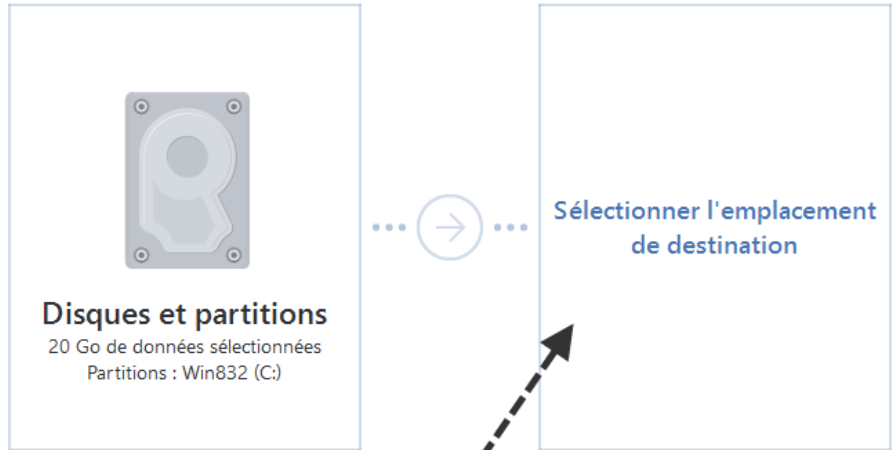 Disques et partitions
20 Go de données sélectionnées
Partitions : Win832 (C:)
Sélectionner l'emplacement
de destination